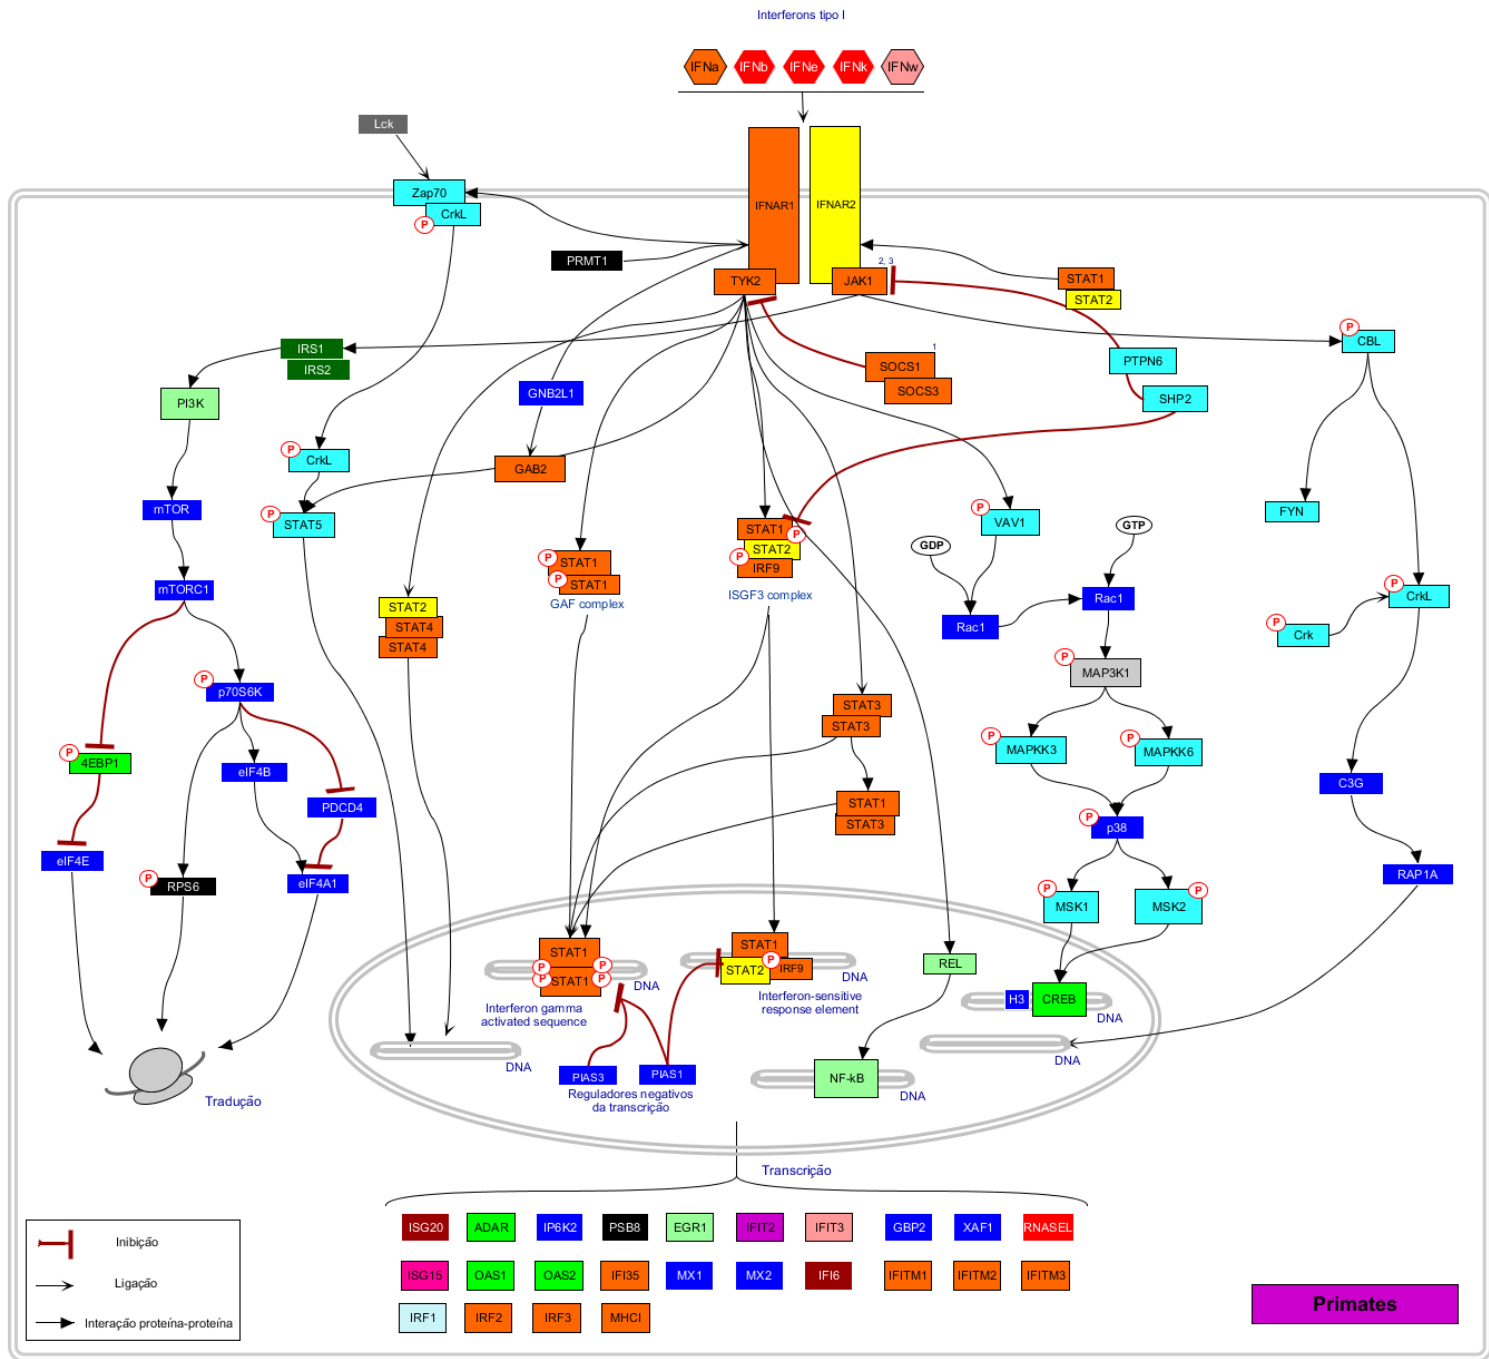 Interferons tipo I
IFNa IFNb IFNe IFNk IFNw
Lck
Zap70
CrkL
P
IFNAR1
IFNAR2
PRMT1
TYK2
JAK1
2, 3
STAT1
STAT2
IRS1
IRS2
PI3K
GNB2L1
1
SOCS1
SOCS3
PTPN6
SHP2
P
CBL
P
CrkL
GAB2
mTOR
P
STAT5
STAT1
P
STAT2
P
IRF9
ISGF3 complex
P
VAV1
GDP
GTP
FYN
mTORC1
P
STAT1
P
STAT1
GAF complex
STAT2
STAT4
STAT4
Rac1
Rac1
P
CrkL
P
Crk
P
MAP3K1
P
p70S6K
STAT3
STAT3
P
MAPKK3
P
MAPKK6
P
4EBP1
eIF4B
PDCD4
STAT1
STAT3
C3G
P
p38
eIF4E
P
RPS6
eIF4A1
RAP1A
P
MSK1
P
MSK2
STAT1
P
P
P
STAT1
P
DNA
Interferon gamma
activated sequence
STAT1
P
STAT2
IRF9
DNA
Interferon-sensitive
response element
REL
H3
CREB
DNA
DNA
DNA
PIAS3
PIAS1
Reguladores negativos
da transcrição
NF-kB
DNA
Tradução
Transcrição
ISG20 ADAR IP6K2 PSB8 EGR1 IFIT2 IFIT3 GBP2 XAF1 RNASEL
ISG15 OAS1 OAS2 IFI35 MX1 MX2 IFI6 IFITM1 IFITM2 IFITM3
IRF1 IRF2 IRF3 MHCI
Inibição
Ligação
Interação proteína-proteína
Primates